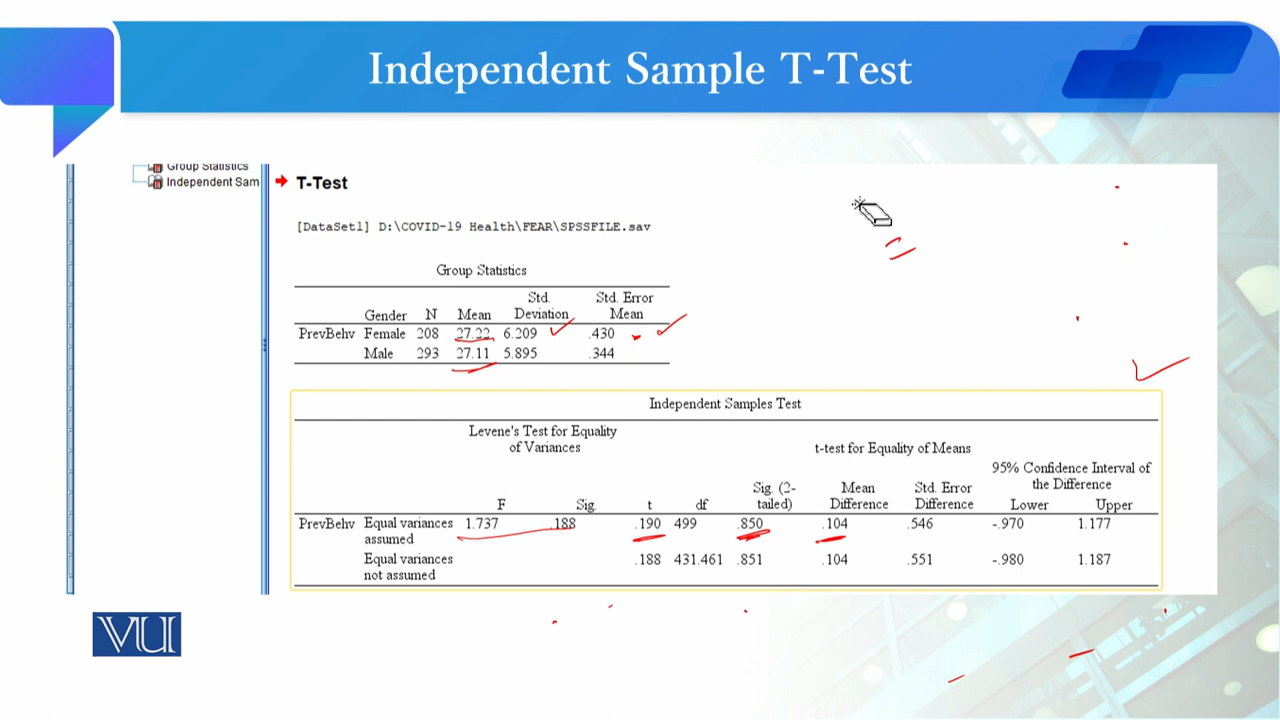 Independent Sample T-Test
Group Statistics
Independent Sam
T-Test
[DataSet1] D:\COVID-19 Health\FEAR\SPSSFILE.sav
Group Statistics
Gender N Mean Std. Deviation Std. Error Mean
PrevBehv Female 208 27.22 6.209 .430
Male 293 27.11 5.895 .344
Independent Samples Test
Levene's Test for Equality of Variances
t-test for Equality of Means
95% Confidence Interval of the Difference
F Sig. t df Sig. (2-tailed) Mean Difference Std. Error Difference Lower Upper
PrevBehv Equal variances assumed 1.737 .188 .190 499 .850 .104 .546 -.970 1.177
Equal variances not assumed .188 431.461 .851 .104 .551 -.980 1.187
VU